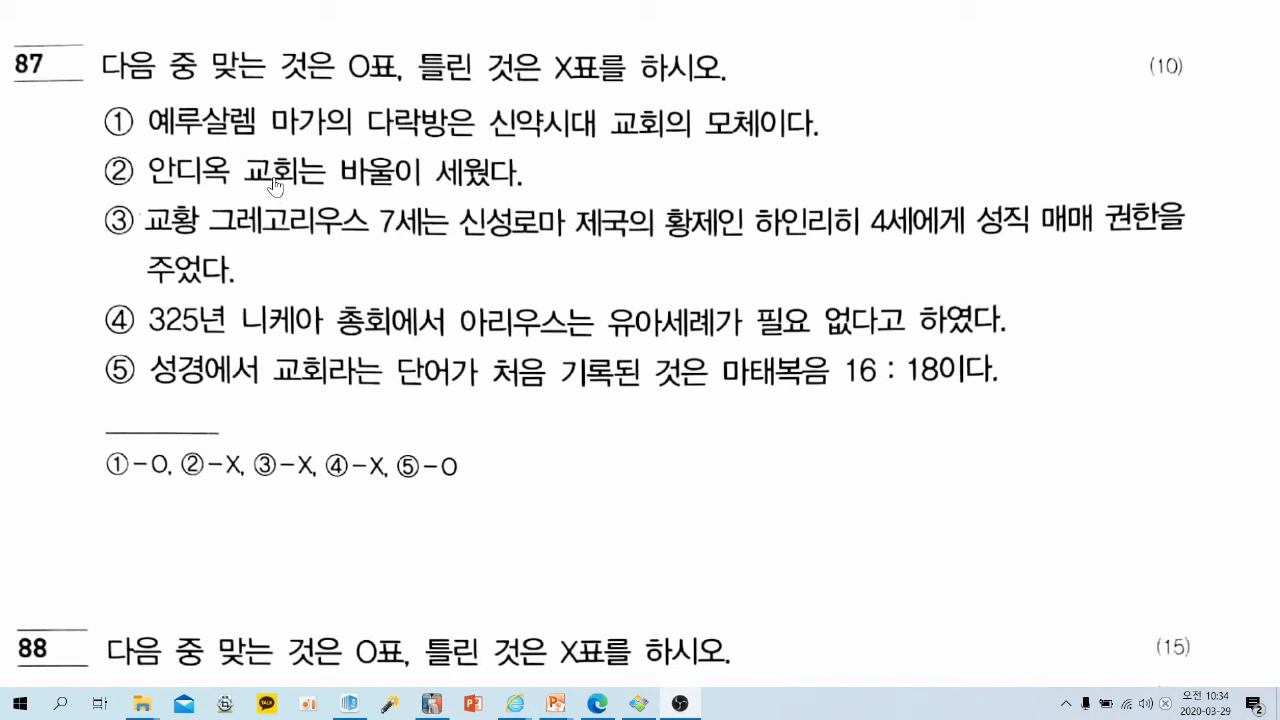 87 다음 중 맞는 것은 O표, 틀린 것은 X표를 하시오. (10)
① 예루살렘 마가의 다락방은 신약시대 교회의 모체이다.
② 안디옥 교회는 바울이 세웠다.
③ 교황 그레고리우스 7세는 신성로마 제국의 황제인 하인리히 4세에게 성직 매매 권한을
주었다.
④ 325년 니케아 총회에서 아리우스는 유아세례가 필요 없다고 하였다.
⑤ 성경에서 교회라는 단어가 처음 기록된 것은 마태복음 16 : 18이다.
①-O, ②-X, ③-X, ④-X, ⑤-O
88 다음 중 맞는 것은 O표, 틀린 것은 X표를 하시오. (15)
TALK
오전 10:34
2020-03-29
2